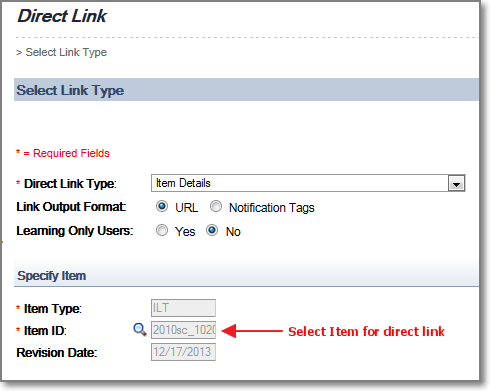 Direct Link
> Select Link Type
Select Link Type
* = Required Fields
* Direct Link Type: Item Details
Link Output Format: URL Notification Tags
Learning Only Users: Yes No
Specify Item
* Item Type: ILT
* Item ID: 2010sc_1020 Select Item for direct link
Revision Date: 12/17/2013